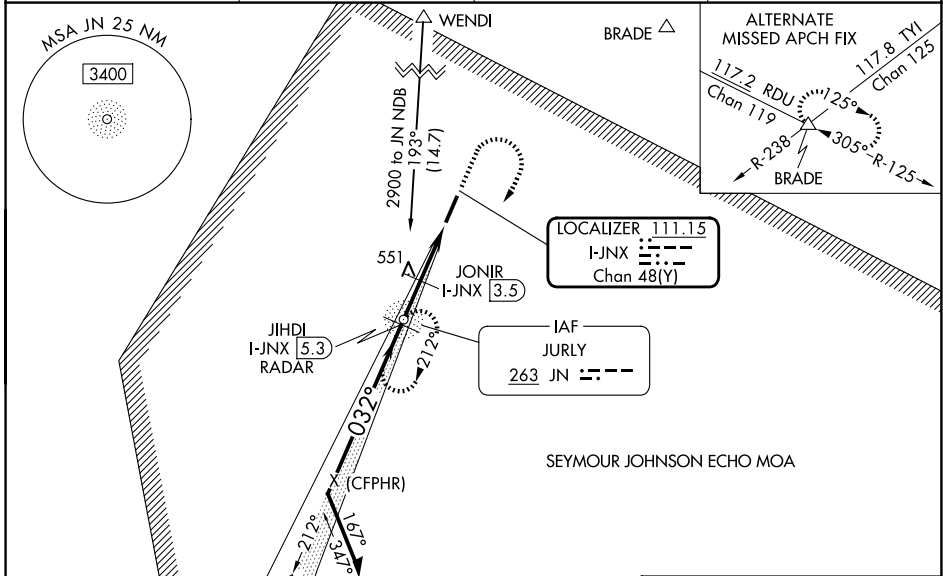 MSA JN 25 NM
3400
WENDI
2900 to JN NDB
193°
(14.7)
BRADE
ALTERNATE
MISSED APCH FIX
117.8 TYI
Chan 125
117.2 RDU
Chan 119
125°
305°
R-125
R-238
BRADE
LOCALIZER 111.15
I-JNX
Chan 48(Y)
551
JONIR
I-JNX 3.5
JIHDI
I-JNX 5.3
RADAR
IAF
JURLY
263 JN
212°
032°
SEYMOUR JOHNSON ECHO MOA
(CFPHR)
212°
167°
347°